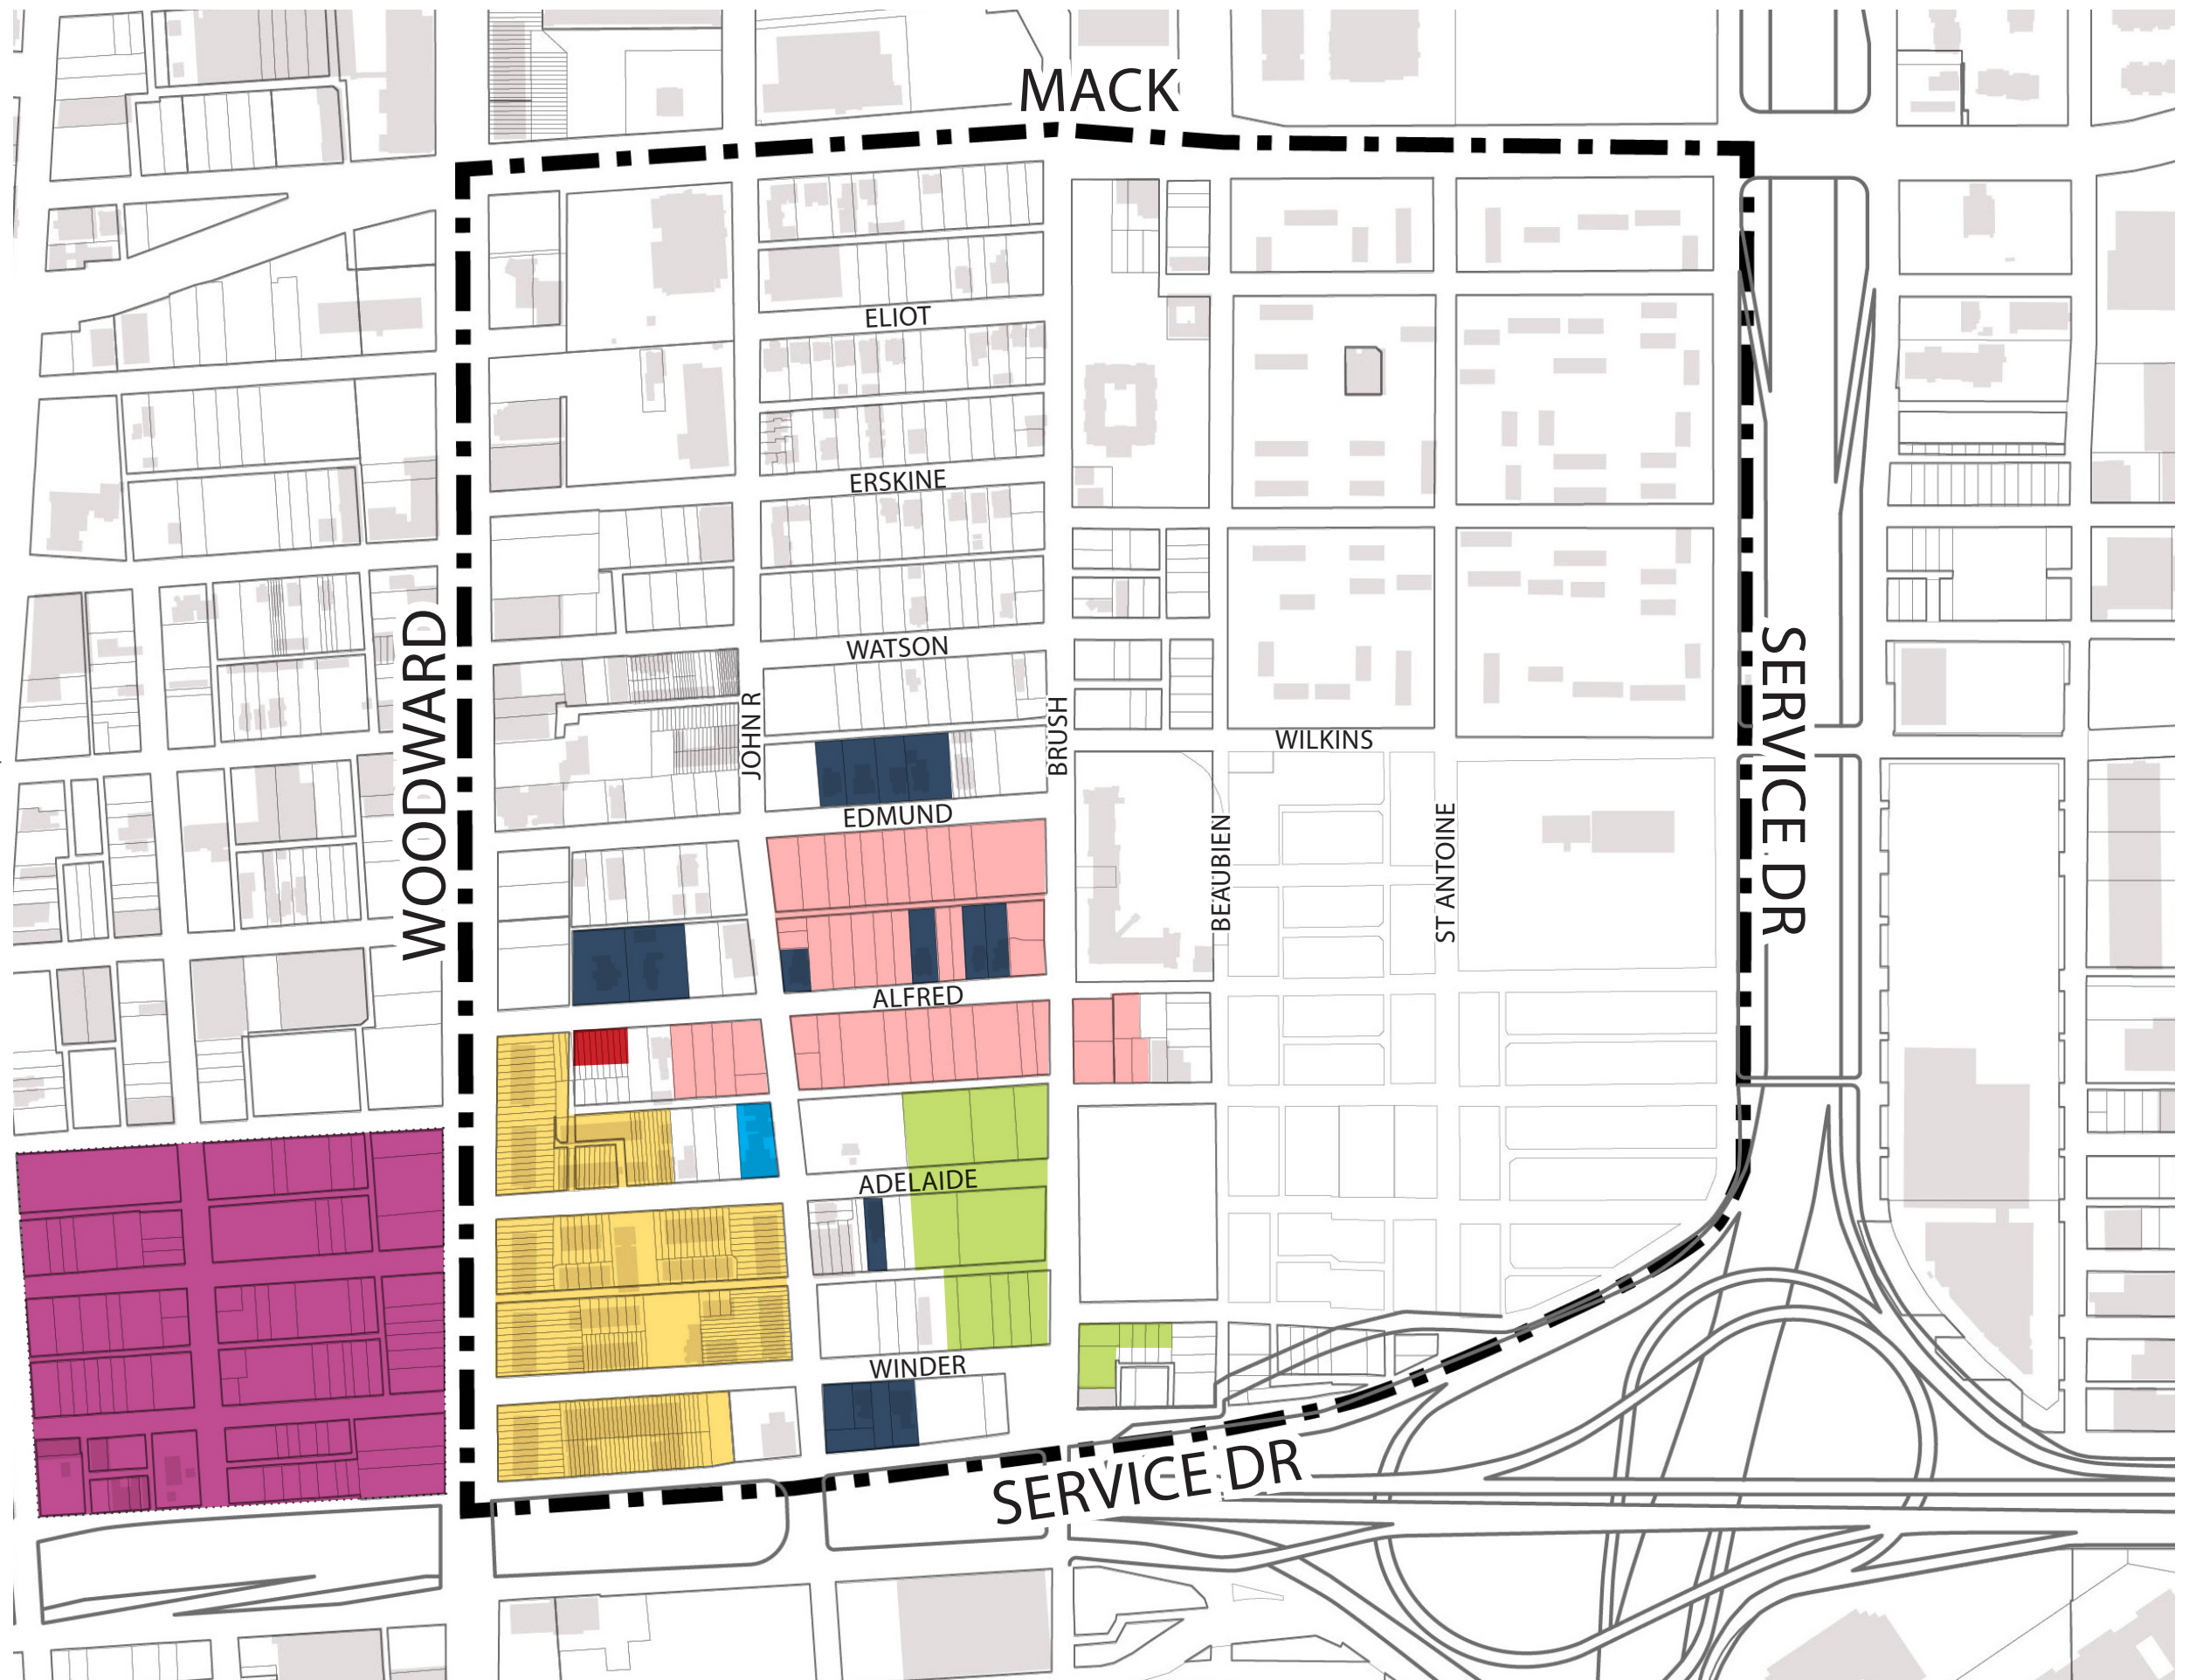 MACK
ELIOT
ERSKINE
WATSON
WOODWARD
JOHN R
BRUSH
WILKINS
SERVICE DR
EDMUND
BEAUBIEN
ST ANTOINE
ALFRED
ADELAIDE
WINDER
SERVICE DR